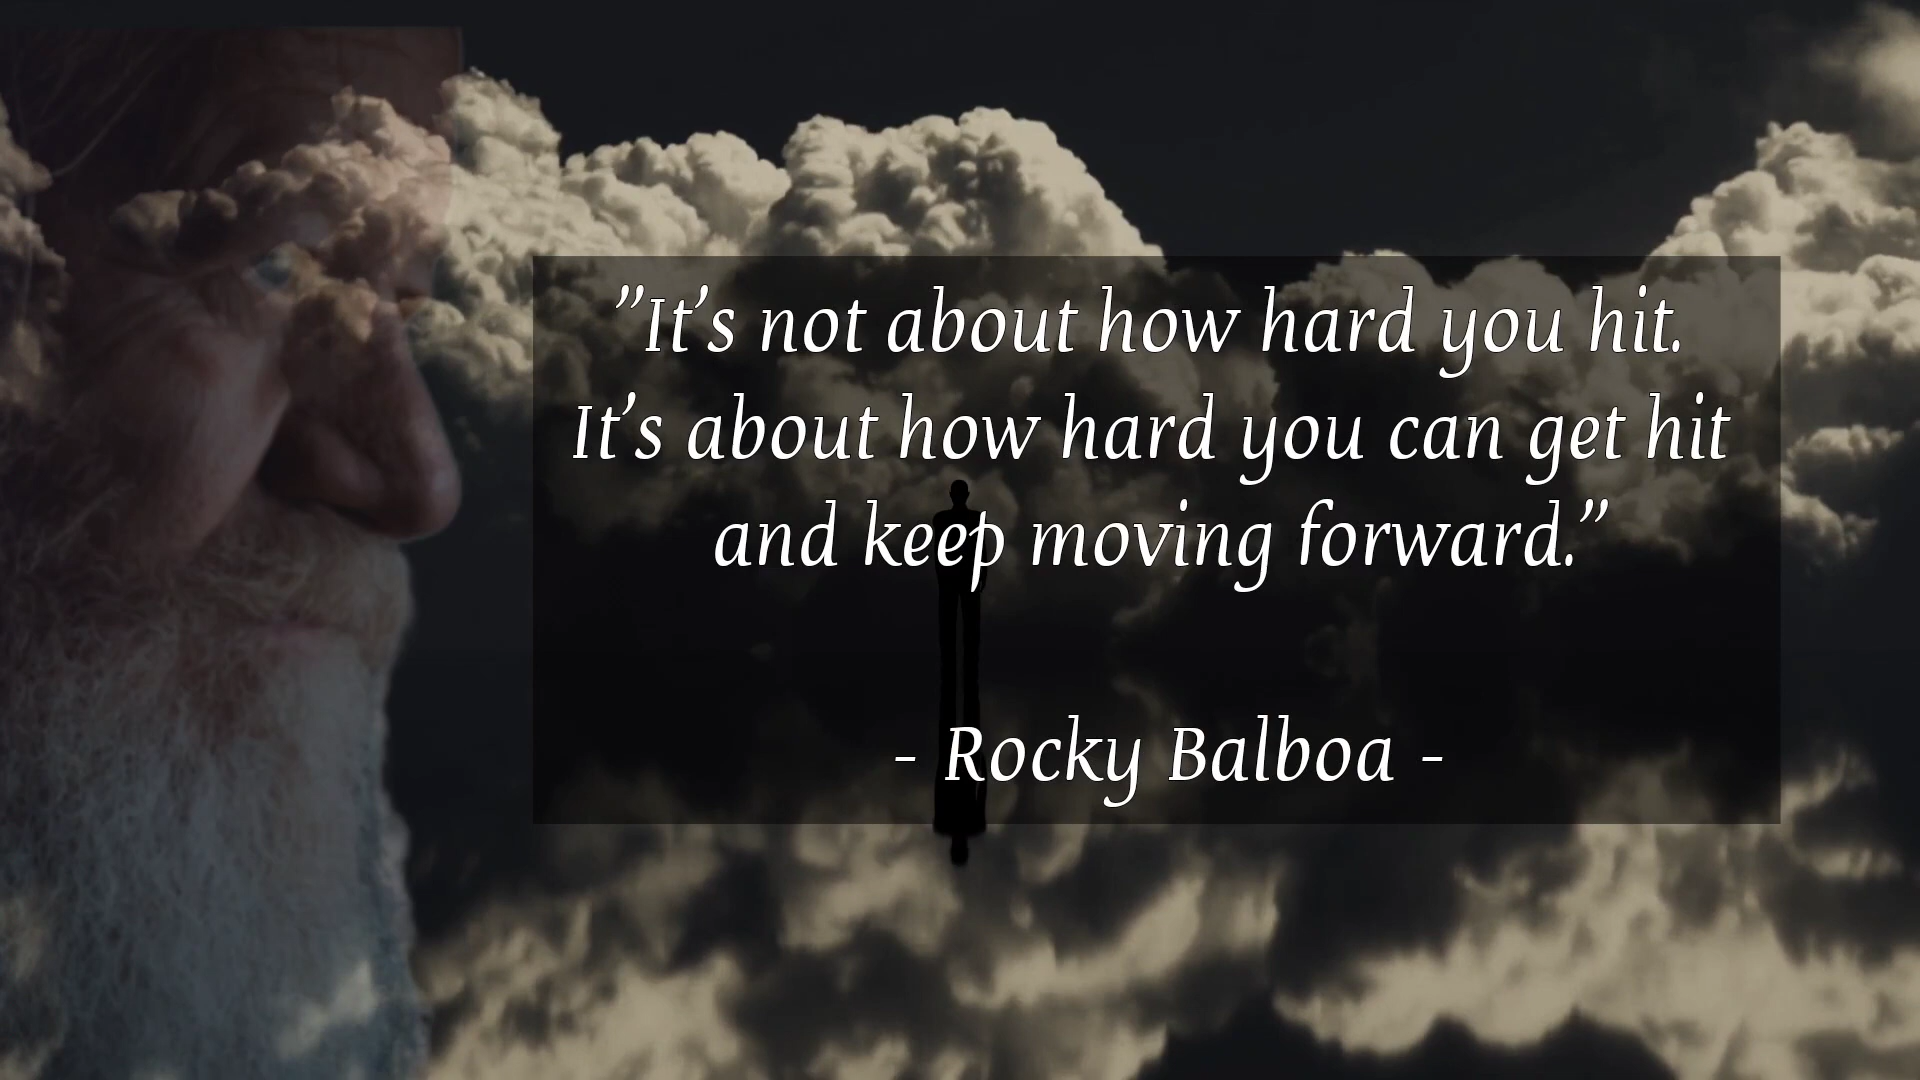 ”It’s not about how hard you hit.
It’s about how hard you can get hit
and keep moving forward.”
- Rocky Balboa -